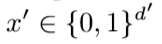 x′ ∈ {0, 1}^{d′}